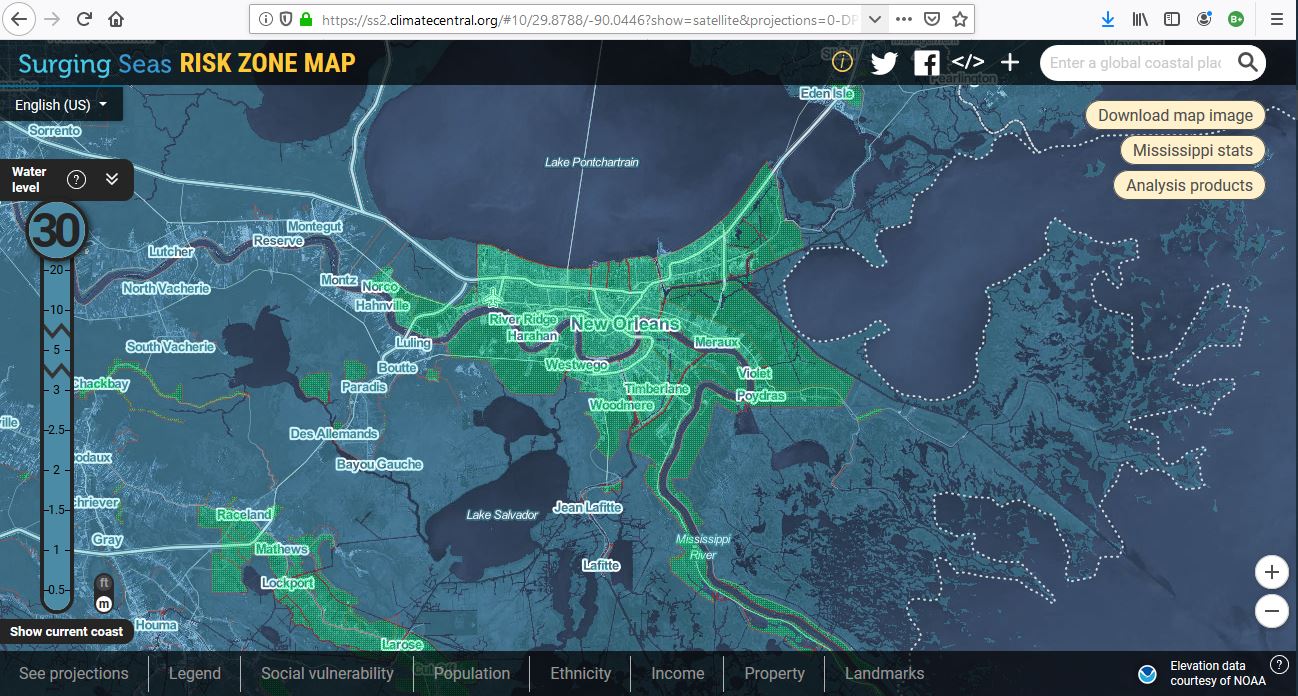 https://ss2.climatecentral.org/#10/29.8788/-90.0446?show=satellite&projections=0-DP
B+
Surging Seas RISK ZONE MAP
i
</>
Enter a global coastal plac
English (US)
Download map image
Mississippi stats
Analysis products
Water
level
?
30
20
10
5
3
2.5
2
1.5
1
0.5
ft
m
Show current coast
Pearlington
Eden Isle
Sorrento
Lake Pontchartrain
Montegut
Reserve
Lutcher
Montz
Norco
North Vacherie
Hahnville
River Ridge
New Orleans
Harahan
South Vacherie
Luling
Meraux
Boutte
Westwego
Violet
Chackbay
Paradis
Timberlane
Poydras
Woodmere
ville
Des Allemands
odaux
Bayou Gauche
chriever
Raceland
Lake Salvador
Jean Lafitte
Gray
Mathews
Mississippi
River
Lafitte
Lockport
Houma
Larose
Cut Off
+
−
See projections
Legend
Social vulnerability
Population
Ethnicity
Income
Property
Landmarks
Elevation data
courtesy of NOAA
?